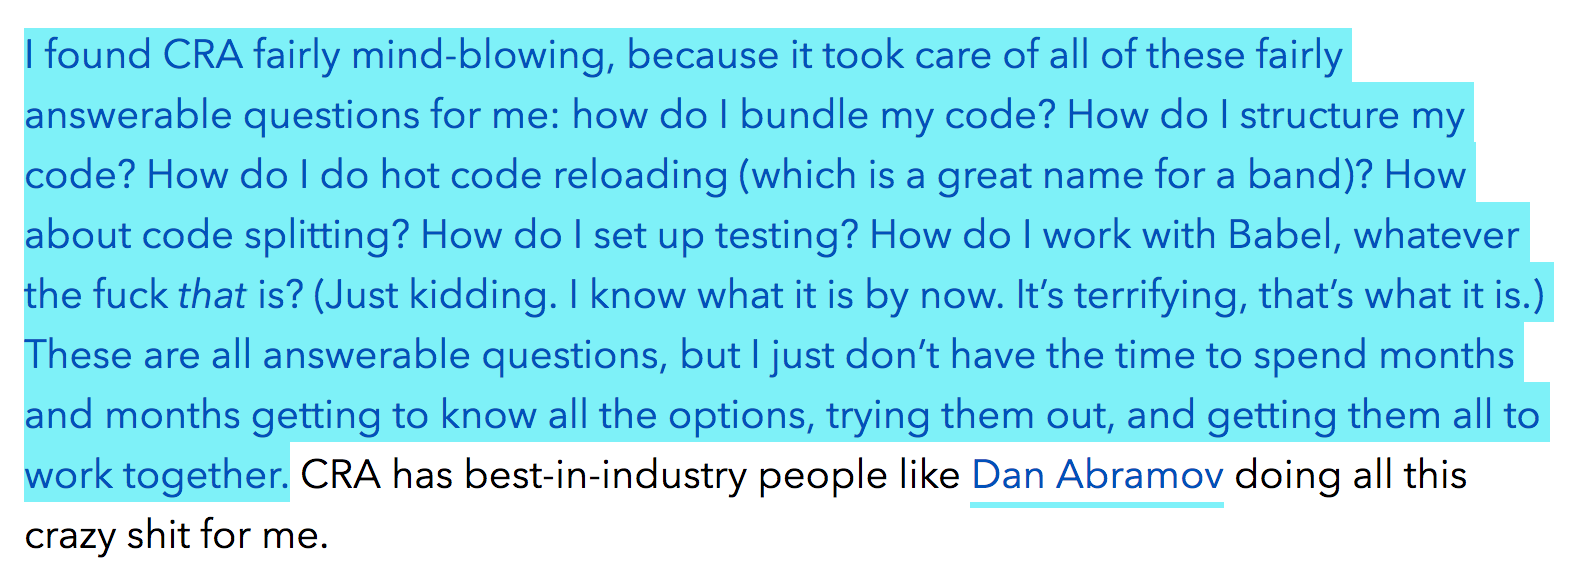 I found CRA fairly mind-blowing, because it took care of all of these fairly
answerable questions for me: how do I bundle my code? How do I structure my
code? How do I do hot code reloading (which is a great name for a band)? How
about code splitting? How do I set up testing? How do I work with Babel, whatever
the fuck that is? (Just kidding. I know what it is by now. It’s terrifying, that’s what it is.)
These are all answerable questions, but I just don’t have the time to spend months
and months getting to know all the options, trying them out, and getting them all to
work together. CRA has best-in-industry people like Dan Abramov doing all this
crazy shit for me.